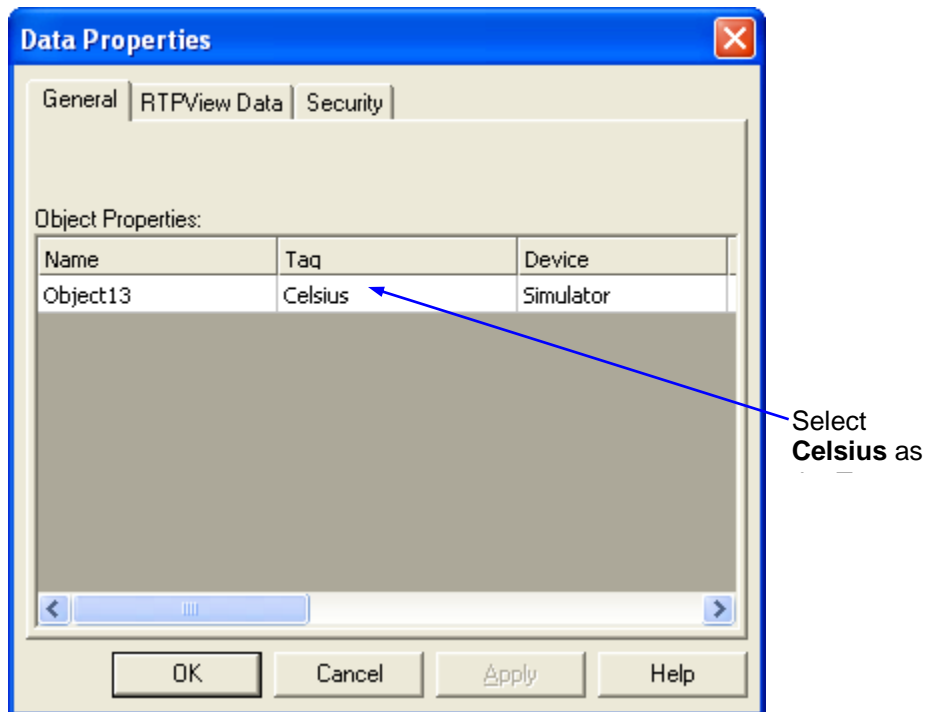 Data Properties
General RTPView Data Security
Object Properties:
Name Tag Device
Object13 Celsius Simulator
Select
Celsius as
OK Cancel Apply Help